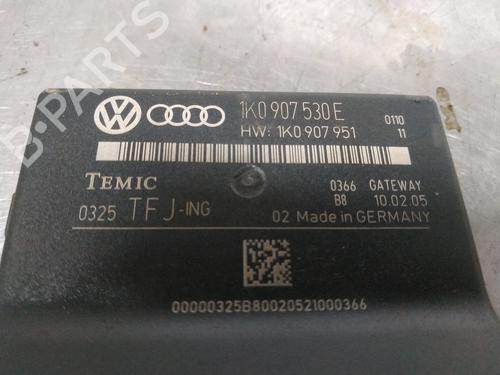 1K0 907 530 E
HW: 1K0 907 951
0110
11
TEMIC
0325 TFJ-ING
0366 GATEWAY
B8 10.02.05
02 Made in GERMANY
00000325B80020521000366